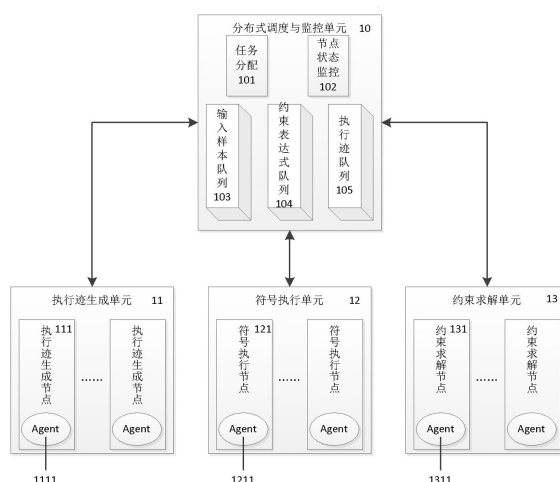 分布式调度与监控单元 10
任务
分配
101
节点
状态
监控
102
输入样本队列
103
约束表达式队列
104
执行迹队列
105
执行迹生成单元 11
执行迹生成节点
111
……
执行迹生成节点
Agent
Agent
1111
符号执行单元 12
符号执行节点
121
……
符号执行节点
Agent
Agent
1211
约束求解单元 13
约束求解节点
131
……
约束求解节点
Agent
Agent
1311